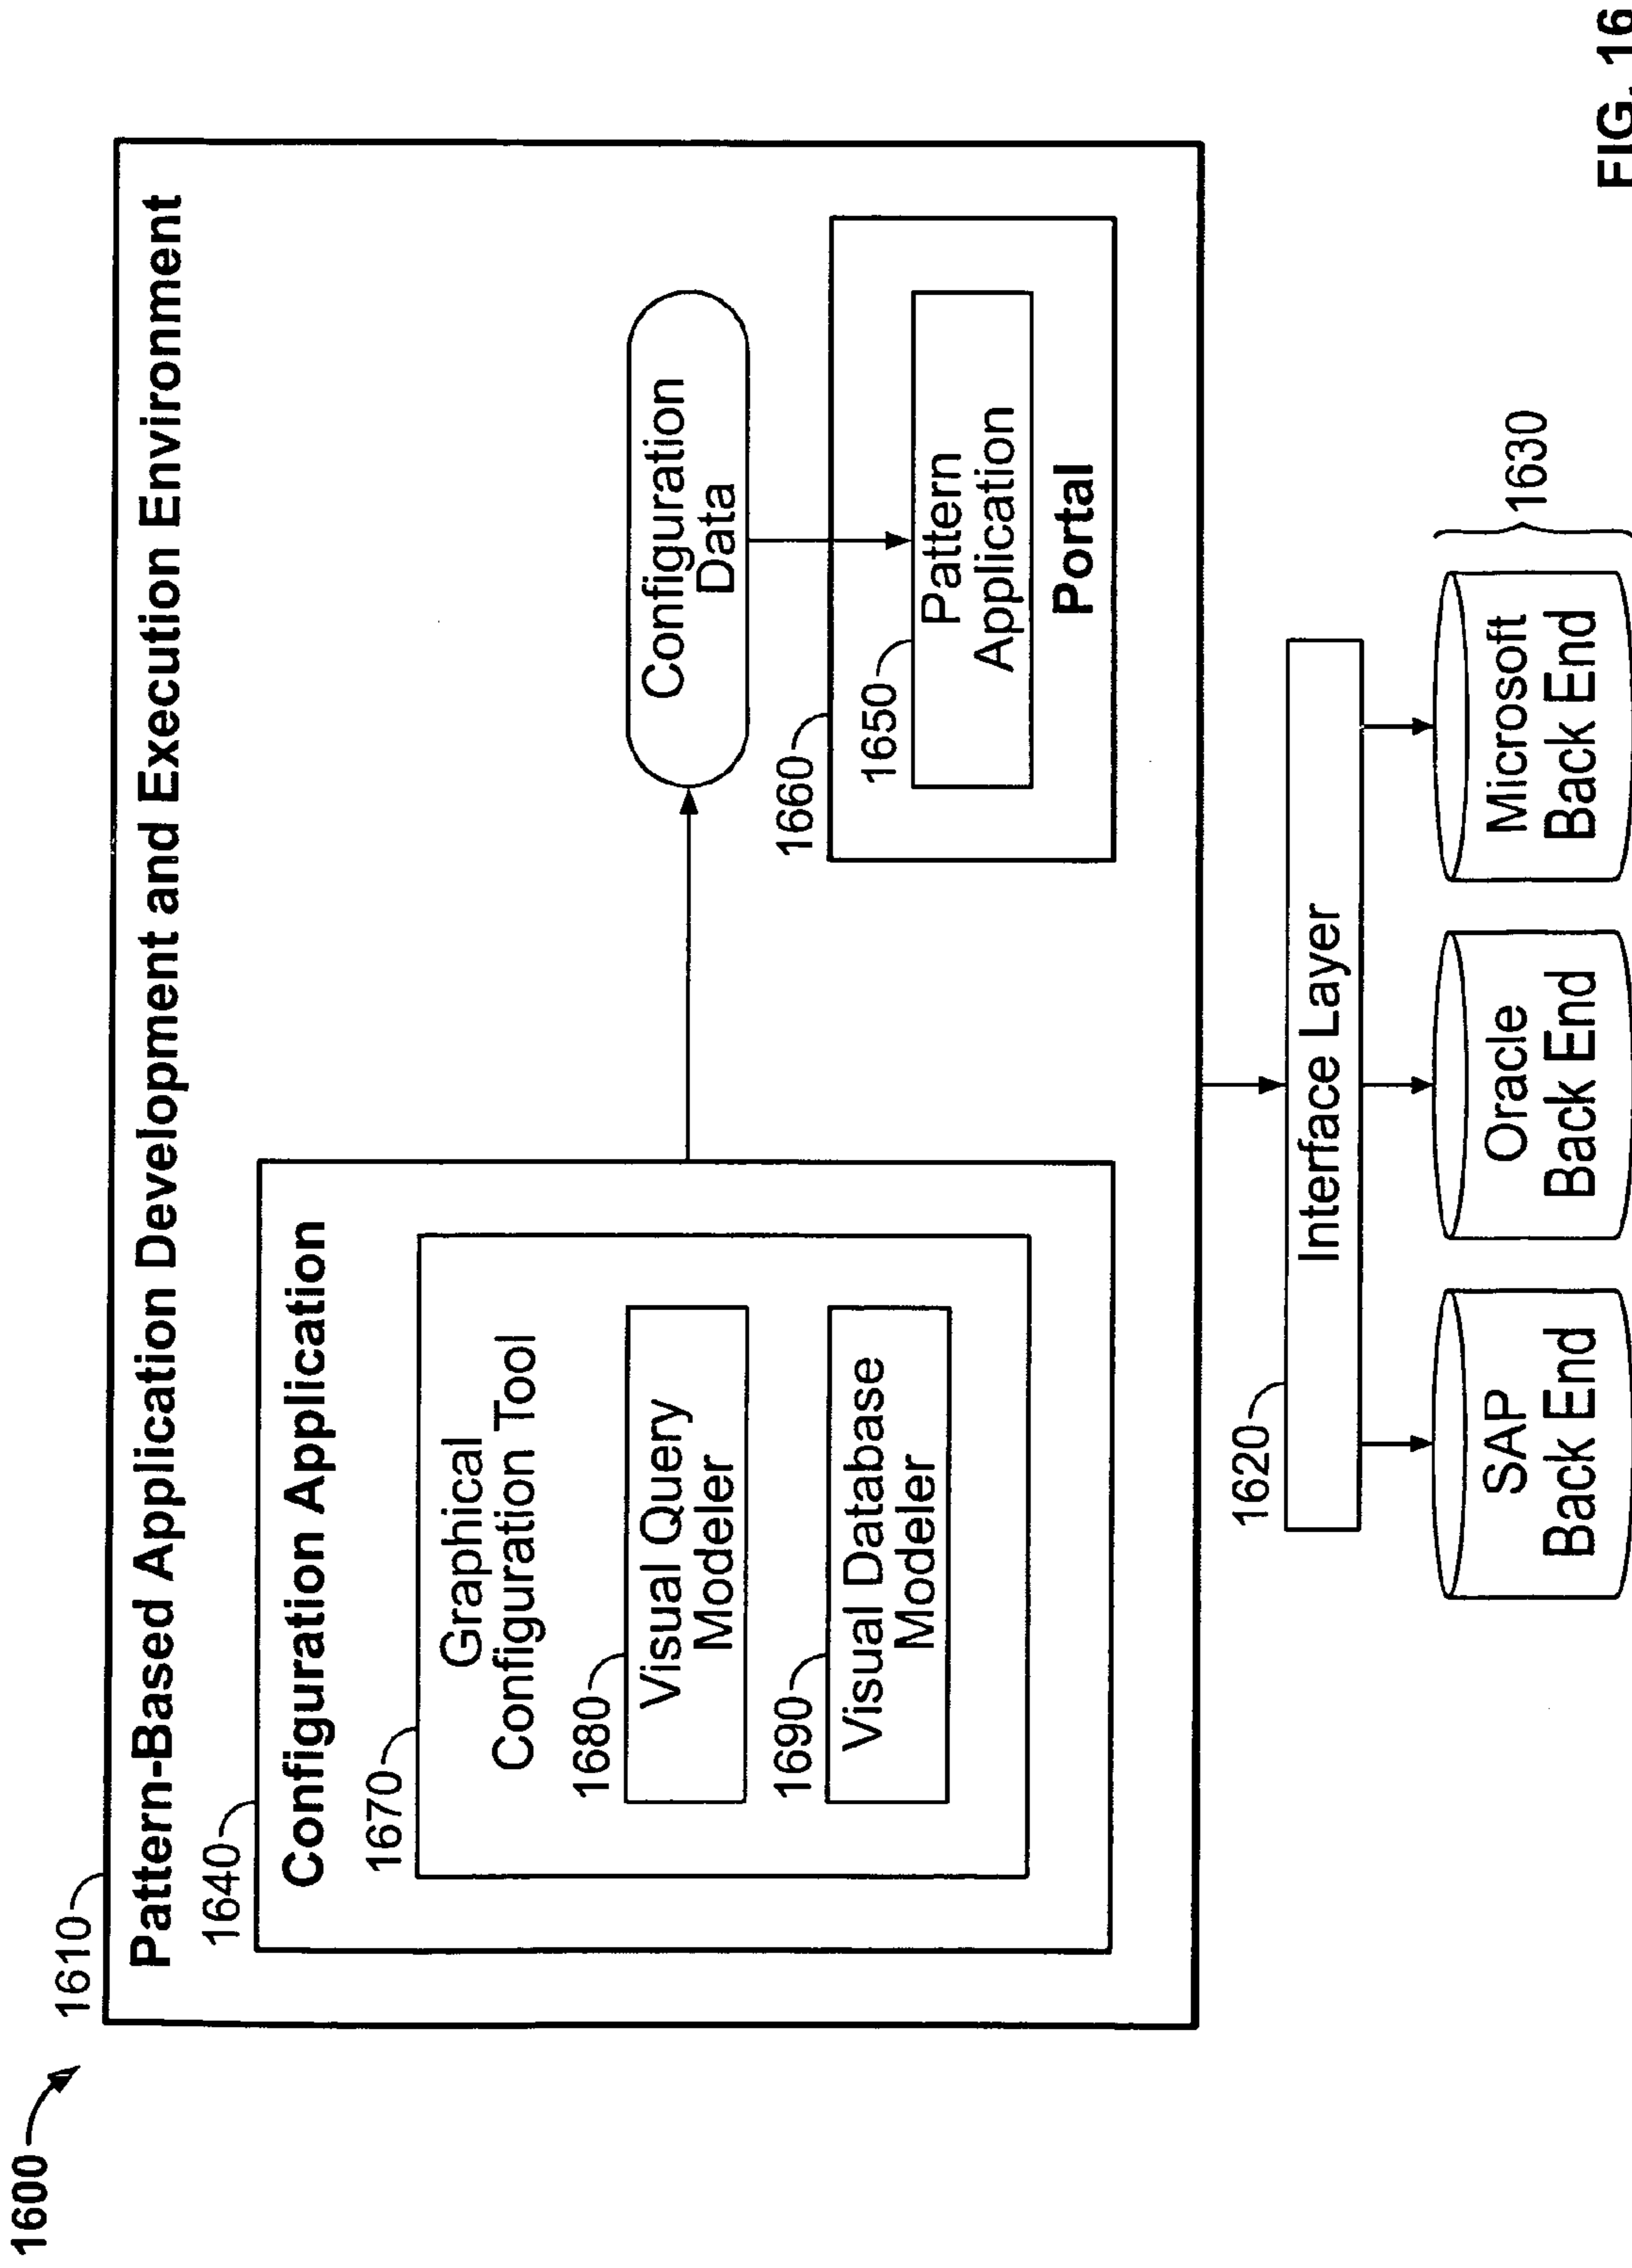 1600
1610
Pattern-Based Application Development and Execution Environment
1640
Configuration Application
1670
Graphical
Configuration Tool
1680
Visual Query
Modeler
1690
Visual Database
Modeler
Configuration
Data
1660
1650
Pattern
Application
Portal
1620
Interface Layer
SAP
Back End
Oracle
Back End
Microsoft
Back End
1630
FIG. 16